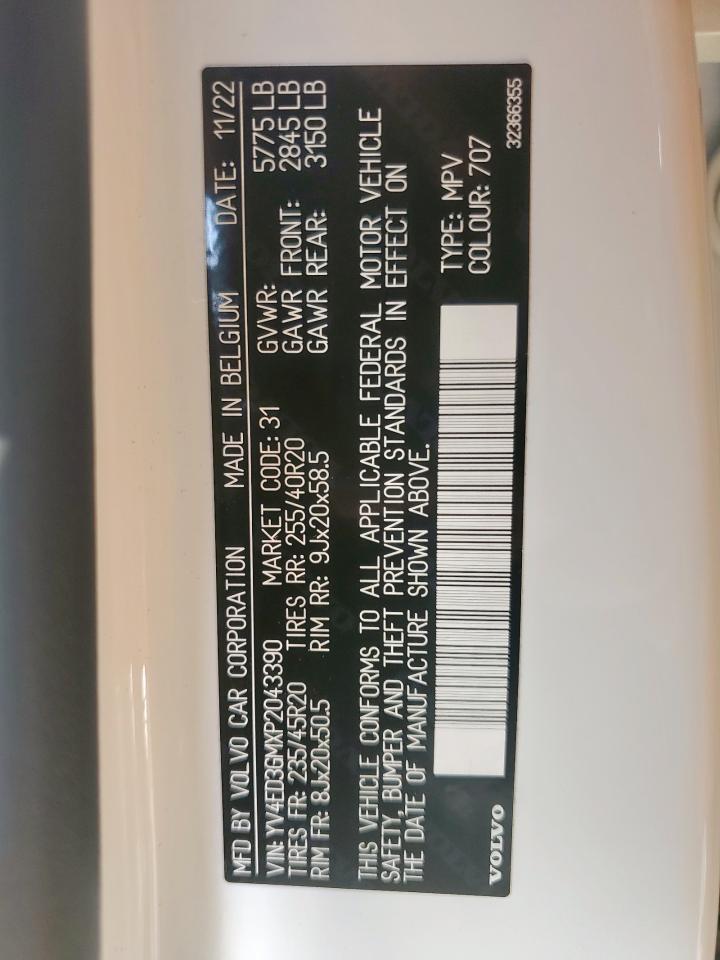 MFD BY VOLVO CAR CORPORATION MADE IN BELGIUM DATE: 11/22
VIN: YV4ED3GMXP2043390 MARKET CODE: 31 GVWR: 5775 LB
TIRES FR: 235/45R20 TIRES RR: 255/40R20 GAWR FRONT: 2845 LB
RIM FR: 8Jx20x50.5 RIM RR: 9Jx20x58.5 GAWR REAR: 3150 LB
THIS VEHICLE CONFORMS TO ALL APPLICABLE FEDERAL MOTOR VEHICLE
SAFETY, BUMPER AND THEFT PREVENTION STANDARDS IN EFFECT ON
THE DATE OF MANUFACTURE SHOWN ABOVE.
TYPE: MPV
COLOUR: 707
VOLVO 32366355